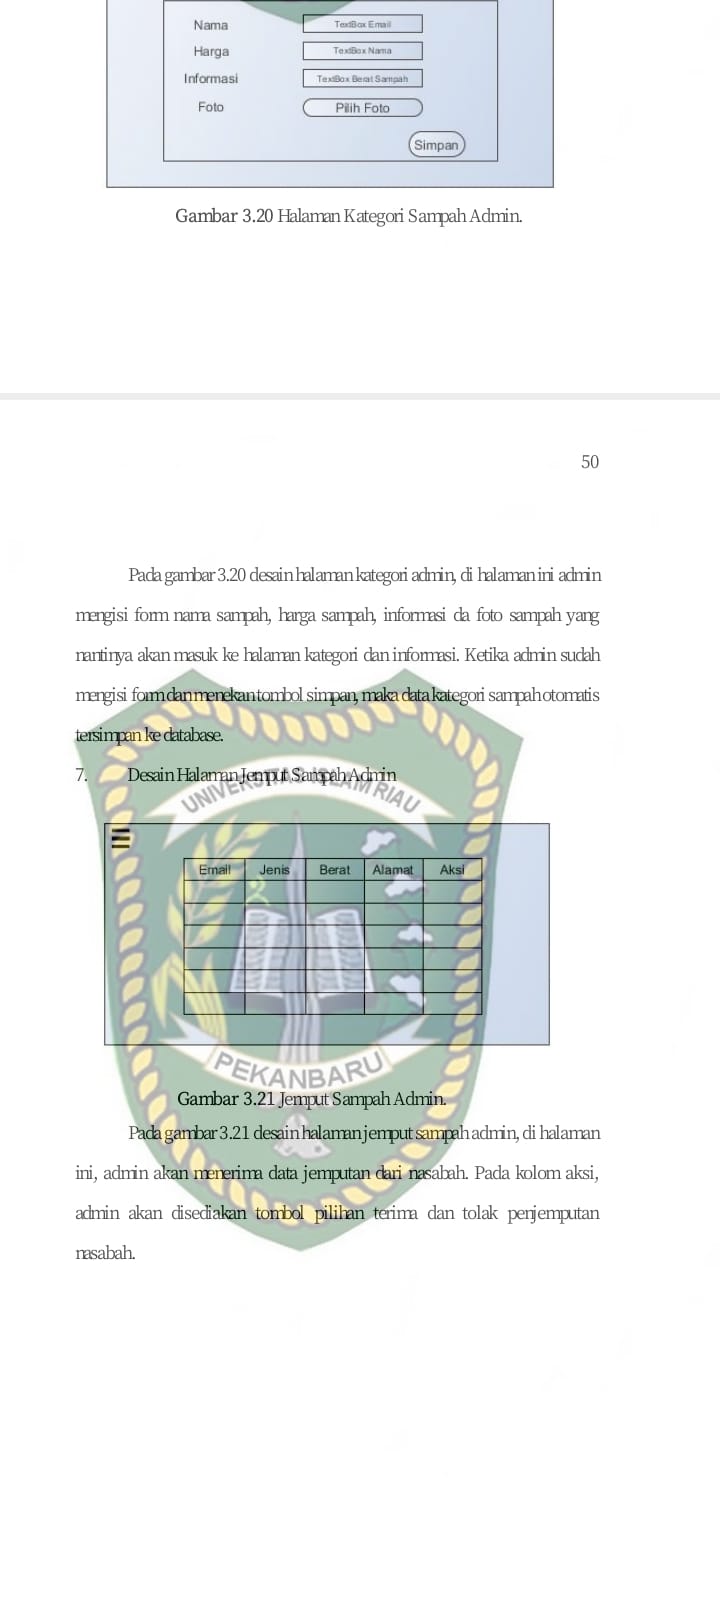 Nama TextBox Email
Harga TextBox Nama
Informasi TextBox Berat Sampah
Foto Pilih Foto
Simpan
Gambar 3.20 Halaman Kategori Sampah Admin.
50
Pada gambar 3.20 desain halaman kategori admin, di halaman ini admin
mengisi form nama sampah, harga sampah, informasi da foto sampah yang
nantinya akan masuk ke halaman kategori dan informasi. Ketika admin sudah
mengisi form dan menekan tombol simpan, maka data kategori sampah otomatis
tersimpan ke database.
7. Desain Halaman Jemput Sampah Admin
UNIVERSITAS ISLAM RIAU
Email Jenis Berat Alamat Aksi
PEKANBARU
Gambar 3.21 Jemput Sampah Admin.
Pada gambar 3.21 desain halaman jemput sampah admin, di halaman
ini, admin akan menerima data jemputan dari nasabah. Pada kolom aksi,
admin akan disediakan tombol pilihan terima dan tolak penjemputan
nasabah.